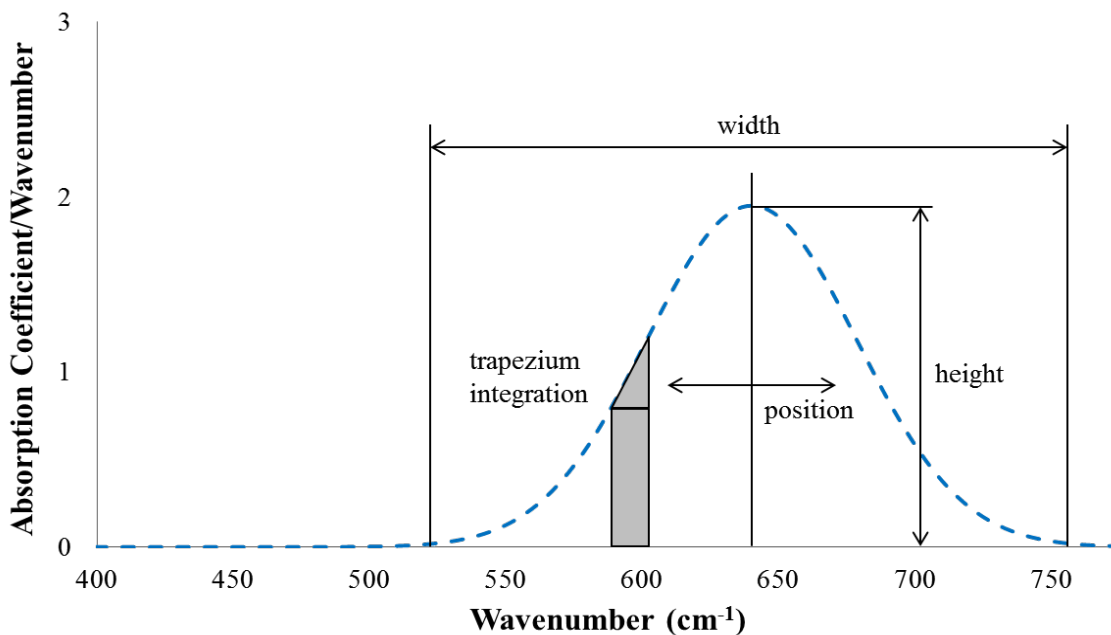 Absorption Coefficient/Wavenumber
3
2
1
0
width
trapezium
integration
height
position
400 450 500 550 600 650 700 750
Wavenumber (cm-1)